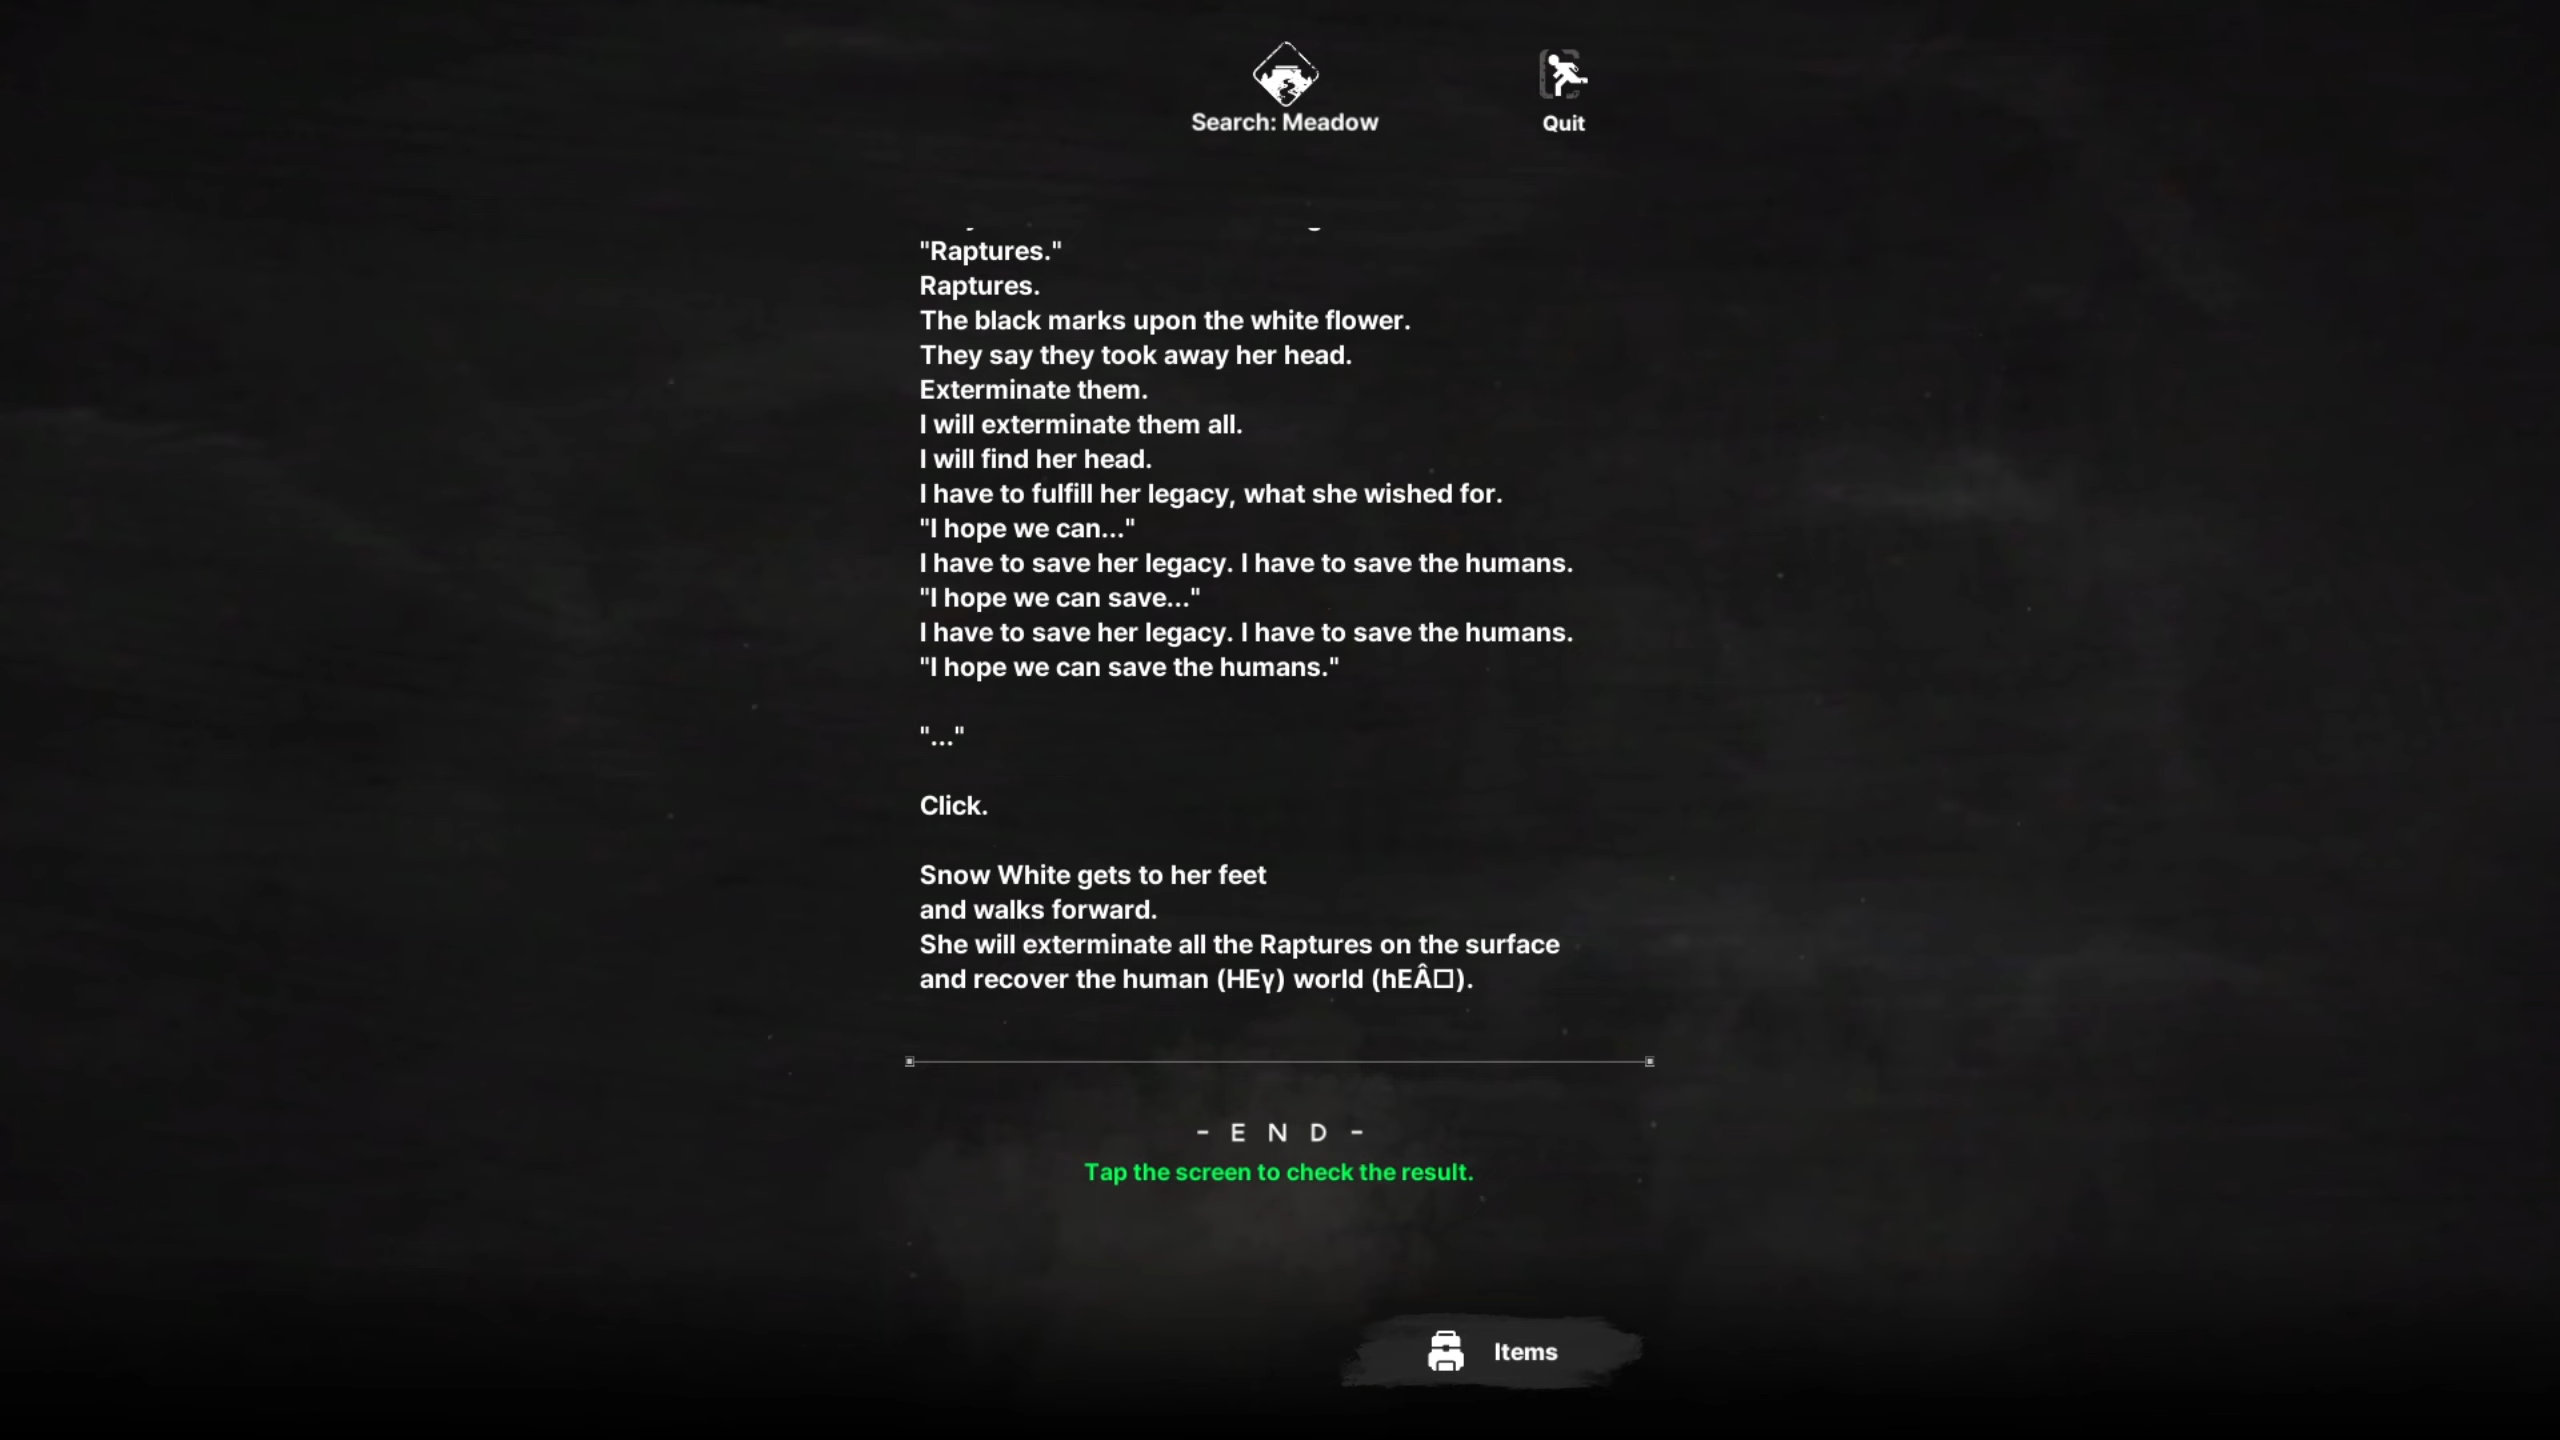 Search: Meadow
Quit
"Raptures."
Raptures.
The black marks upon the white flower.
They say they took away her head.
Exterminate them.
I will exterminate them all.
I will find her head.
I have to fulfill her legacy, what she wished for.
"I hope we can..."
I have to save her legacy. I have to save the humans.
"I hope we can save..."
I have to save her legacy. I have to save the humans.
"I hope we can save the humans."
"..."
Click.
Snow White gets to her feet
and walks forward.
She will exterminate all the Raptures on the surface
and recover the human (HEγ) world (hEÂ□).
- E N D -
Tap the screen to check the result.
Items